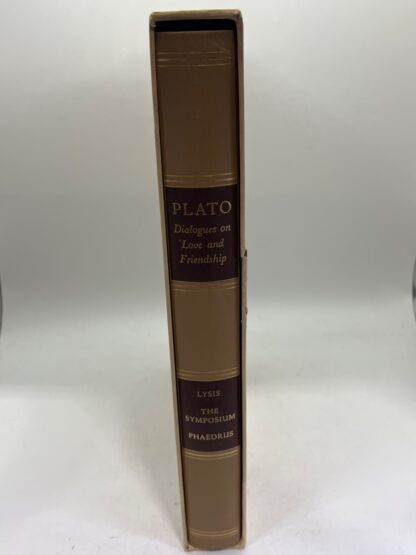 PLATO
Dialogues on
Love and
Friendship
LYSIS
THE
SYMPOSIUM
PHAEDRUS